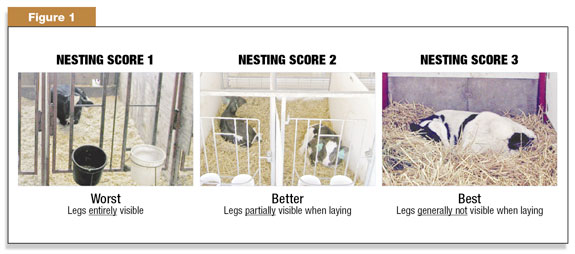 Figure 1
NESTING SCORE 1
NESTING SCORE 2
NESTING SCORE 3
Worst
Legs entirely visible
Better
Legs partially visible when laying
Best
Legs generally not visible when laying